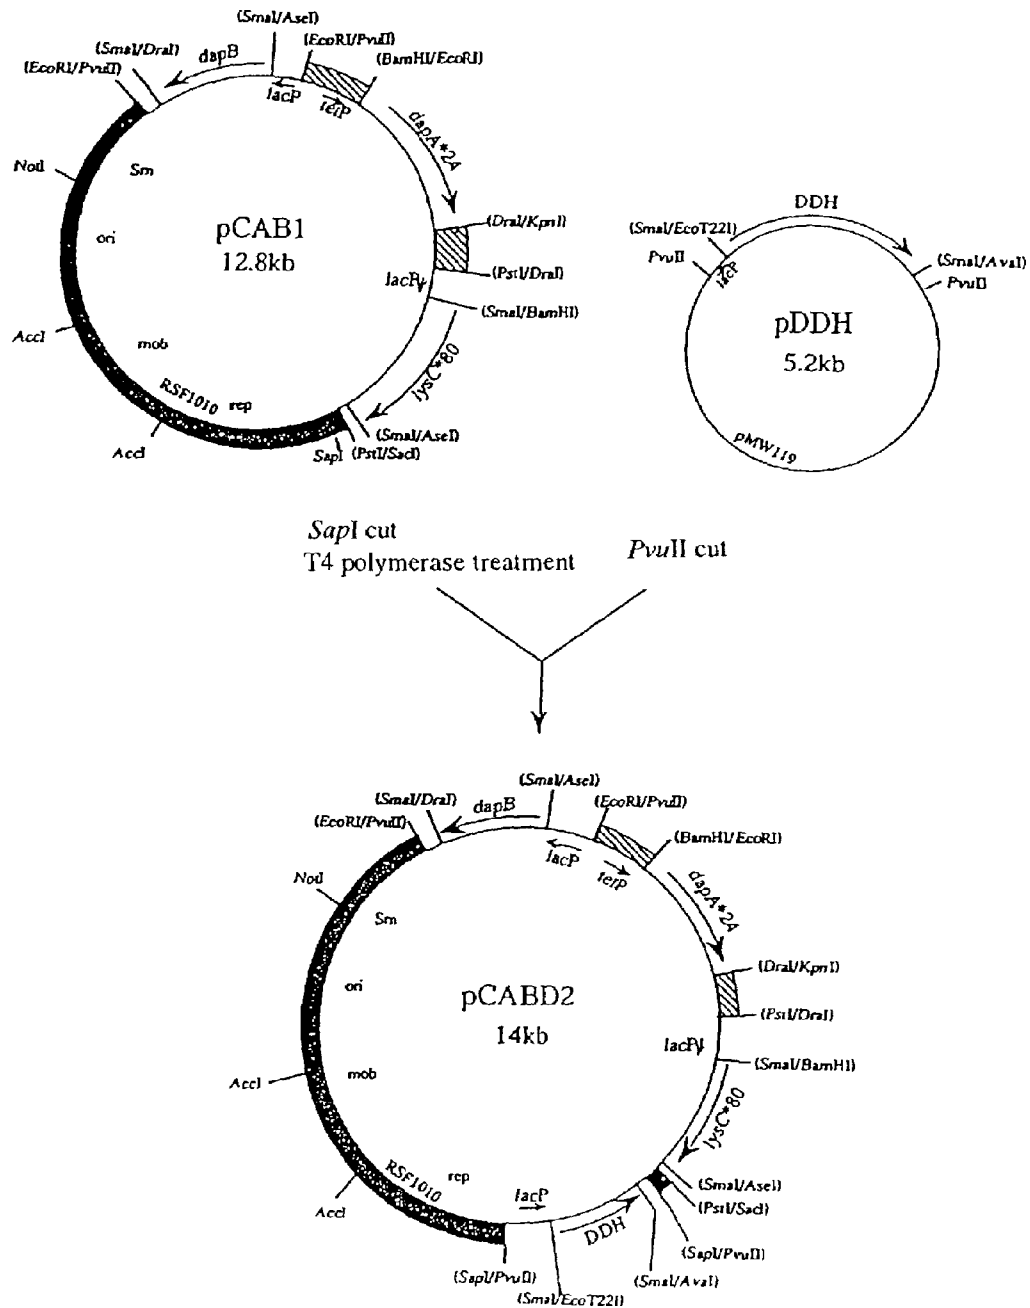 (SmaI/AseI)
(EcoRI/PvuII)
(SmaI/DraI)
dapB
(BamHI/EcoRI)
(EcoRI/PvuII)
lacP
tetP
dapA*24
NotI
Sm
(DraI/KpnI)
pCAB1
12.8kb
ori
(PstI/DraI)
lacP
(SmaI/BamHI)
AccI
mob
lysC*80
RSF1010
rep
(SmaI/AseI)
AccI
SapI
(PstI/SacI)
DDH
(SmaI/EcoT22I)
PvuII
lacP
(SmaI/AvaI)
PvuII
pDDH
5.2kb
pMW119
SapI cut
T4 polymerase treatment
PvuII cut
(SmaI/AseI)
(SmaI/DraI)
dapB
(EcoRI/PvuII)
(EcoRI/PvuII)
(BamHI/EcoRI)
lacP
tetP
dapA*24
NotI
Sm
(DraI/KpnI)
ori
pCABD2
14kb
(PstI/DraI)
lacP
(SmaI/BamHI)
AccI
mob
lysC*80
RSF1010
rep
(SmaI/AseI)
lacP
(PstI/SacI)
AccI
DDH
(SapI/PvuII)
(SapI/PvuII)
(SmaI/AvaI)
(SmaI/EcoT22I)